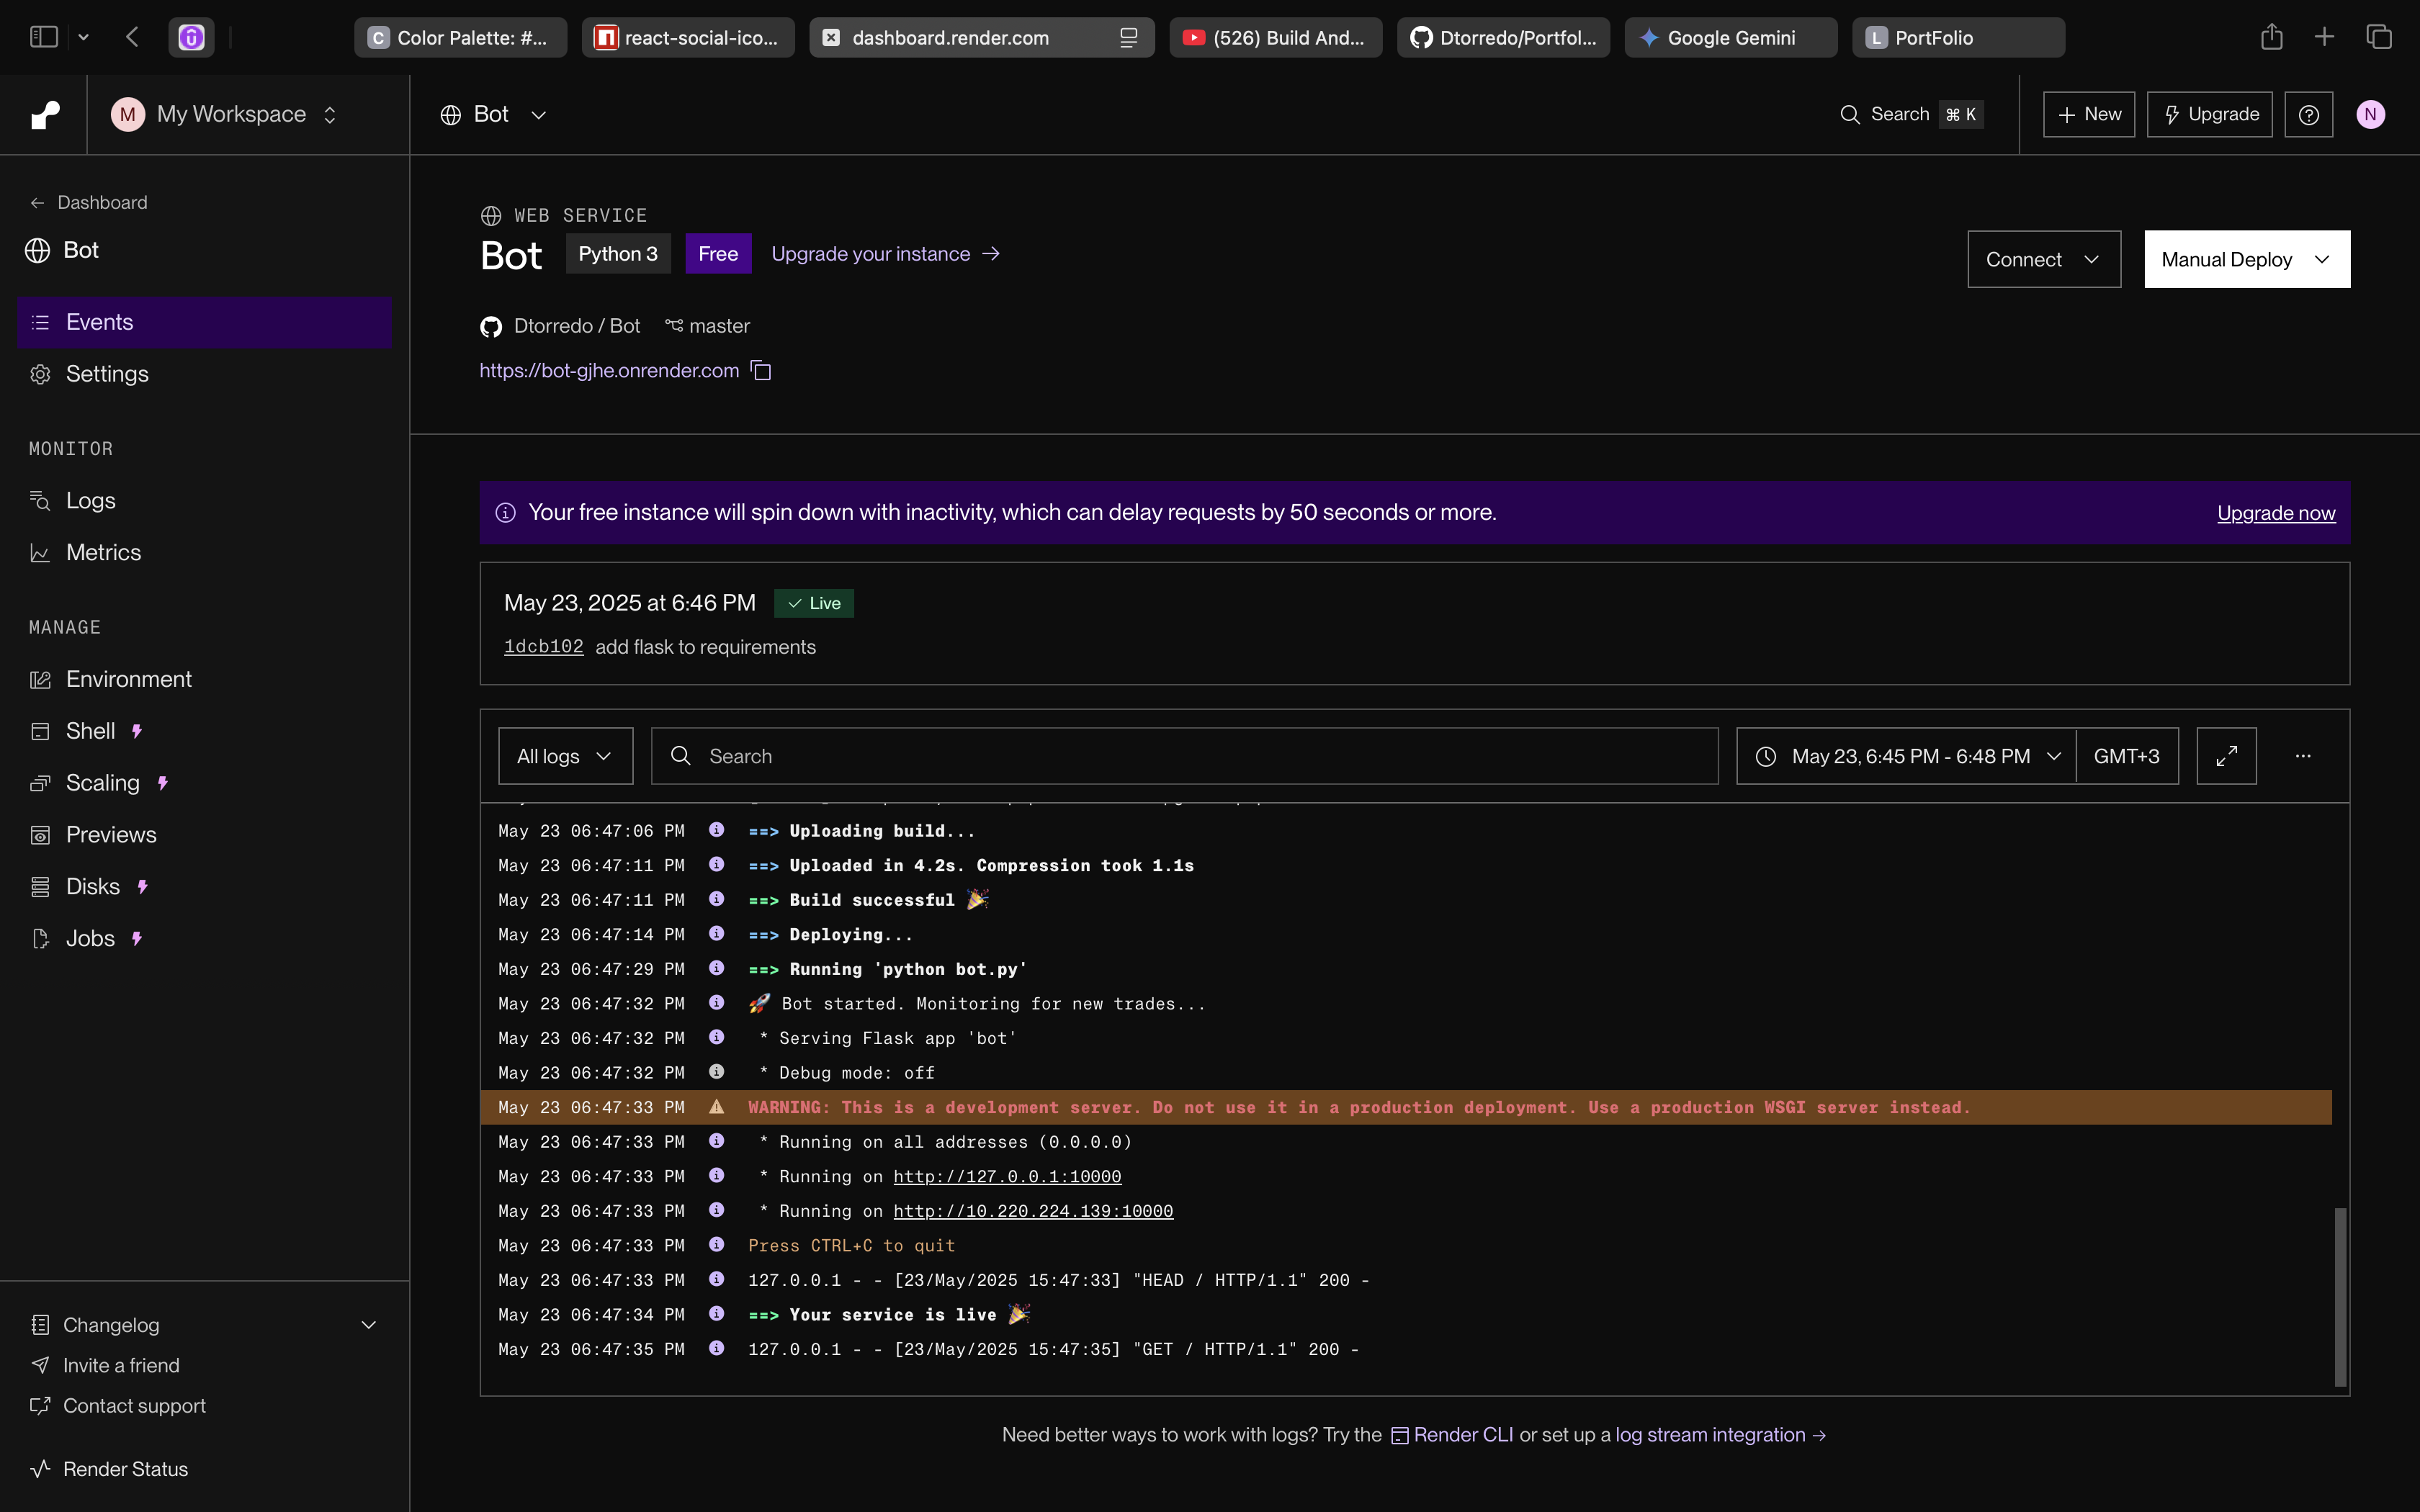 Color Palette: #...
react-social-ico...
dashboard.render.com
(526) Build And...
Dtorredo/Portfol...
Google Gemini
L PortFolio
M My Workspace
Bot
Search ⌘ K
+ New
Upgrade
N
← Dashboard
Bot
Events
Settings
MONITOR
Logs
Metrics
MANAGE
Environment
Shell
Scaling
Previews
Disks
Jobs
Changelog
Invite a friend
Contact support
Render Status
WEB SERVICE
Bot Python 3 Free Upgrade your instance →
Connect
Manual Deploy
Dtorredo / Bot master
https://bot-gjhe.onrender.com
Your free instance will spin down with inactivity, which can delay requests by 50 seconds or more.
Upgrade now
May 23, 2025 at 6:46 PM ✓ Live
1dcb102 add flask to requirements
All logs
Search
May 23, 6:45 PM - 6:48 PM
GMT+3
...
May 23 06:47:06 PM ==> Uploading build...
May 23 06:47:11 PM ==> Uploaded in 4.2s. Compression took 1.1s
May 23 06:47:11 PM ==> Build successful 🎉
May 23 06:47:14 PM ==> Deploying...
May 23 06:47:29 PM ==> Running 'python bot.py'
May 23 06:47:32 PM 🚀 Bot started. Monitoring for new trades...
May 23 06:47:32 PM * Serving Flask app 'bot'
May 23 06:47:32 PM * Debug mode: off
May 23 06:47:33 PM WARNING: This is a development server. Do not use it in a production deployment. Use a production WSGI server instead.
May 23 06:47:33 PM * Running on all addresses (0.0.0.0)
May 23 06:47:33 PM * Running on http://127.0.0.1:10000
May 23 06:47:33 PM * Running on http://10.220.224.139:10000
May 23 06:47:33 PM Press CTRL+C to quit
May 23 06:47:33 PM 127.0.0.1 - - [23/May/2025 15:47:33] "HEAD / HTTP/1.1" 200 -
May 23 06:47:34 PM ==> Your service is live 🎉
May 23 06:47:35 PM 127.0.0.1 - - [23/May/2025 15:47:35] "GET / HTTP/1.1" 200 -
Need better ways to work with logs? Try the Render CLI or set up a log stream integration →